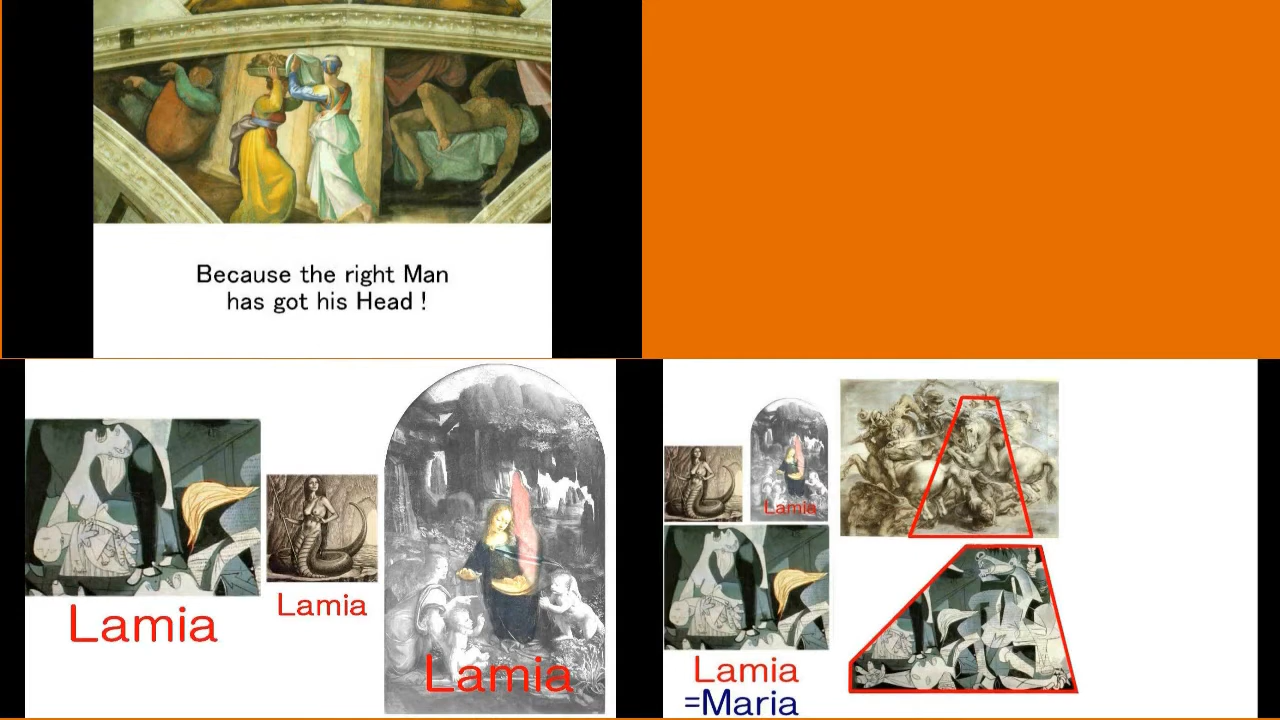 Because the right Man
has got his Head !
Lamia
Lamia
Lamia
Lamia
Lamia
=Maria